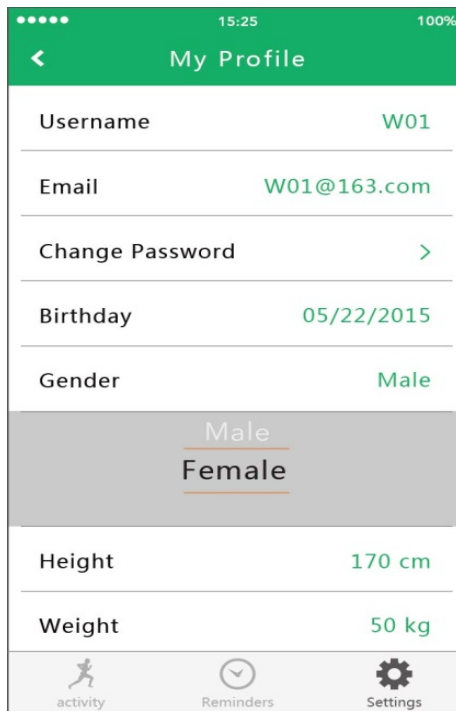 15:25 100%
My Profile
Username W01
Email W01@163.com
Change Password >
Birthday 05/22/2015
Gender Male
Male
Female
Height 170 cm
Weight 50 kg
activity Reminders Settings